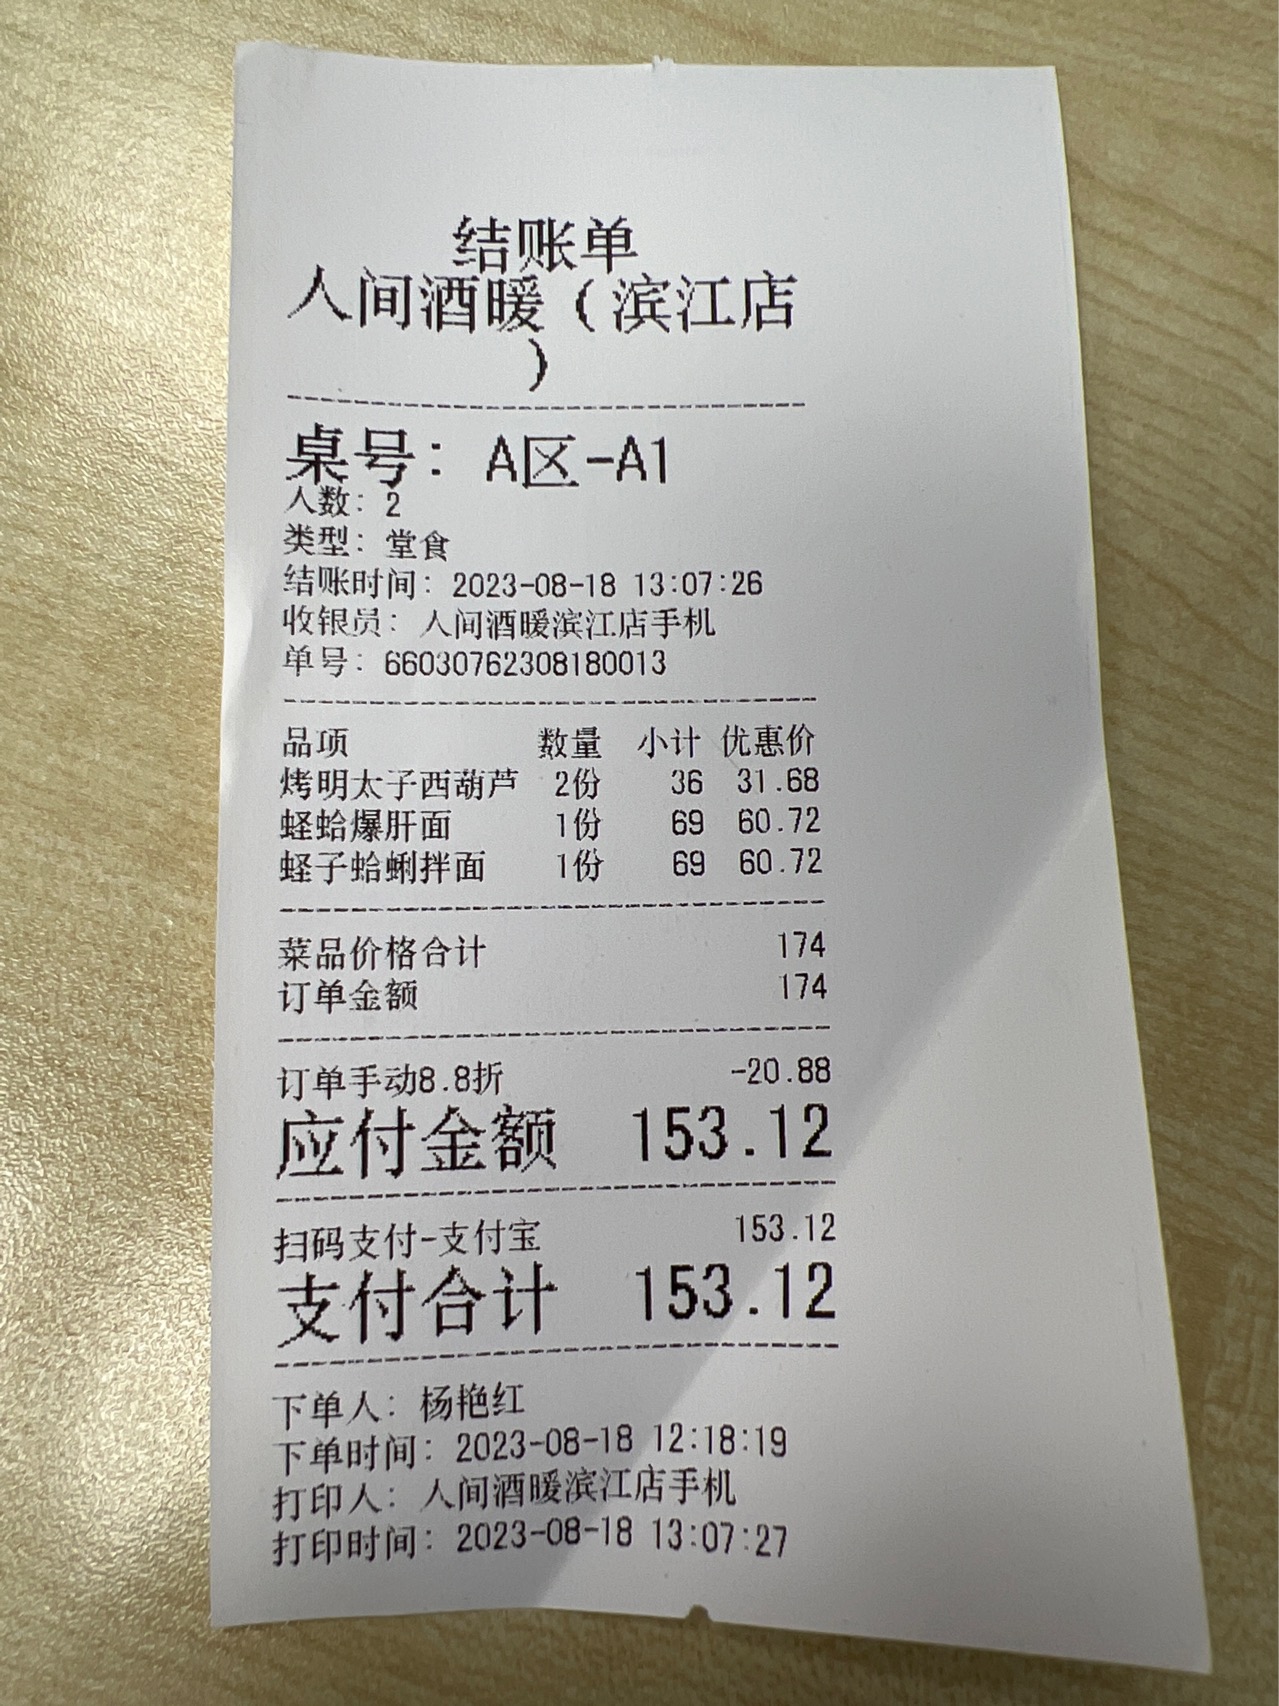 结账单
人间酒暖（滨江店
）
桌号：A区-A1
人数：2
类型：堂食
结账时间：2023-08-18 13:07:26
收银员：人间酒暖滨江店手机
单号：66030762308180013
品项 数量 小计 优惠价
烤明太子西葫芦 2份 36 31.68
蛏蛤爆肝面 1份 69 60.72
蛏子蛤蜊拌面 1份 69 60.72
菜品价格合计 174
订单金额 174
订单手动8.8折 -20.88
应付金额 153.12
扫码支付-支付宝 153.12
支付合计 153.12
下单人：杨艳红
下单时间：2023-08-18 12:18:19
打印人：人间酒暖滨江店手机
打印时间：2023-08-18 13:07:27